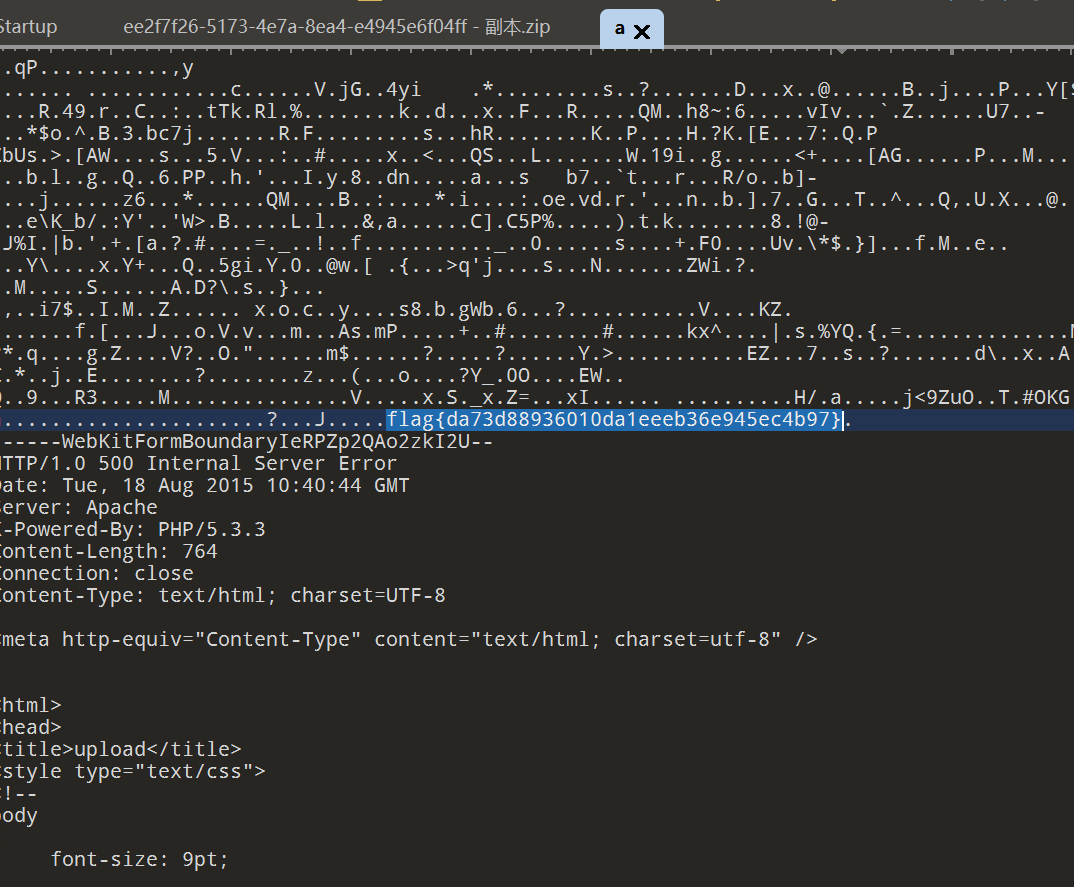 Startup ee2f7f26-5173-4e7a-8ea4-e4945e6f04ff - 副本.zip a
.qP...........,y
...... ............c......V.jG..4yi .*.........s..?.......D...x..@......B..j....P...Y[$
...R.49.r..C..:..tTk.Rl.%........k..d...x..F...R.....QM..h8~:6.....vIv...`.Z......U7..-
..*$o.^.B.3.bc7j.......R.F.........s...hR........K..P....H.?K.[E...7:.Q.P
bUs.>.[AW....s...5.V...:..#.....x..<...QS...L.......W.19i..g......<+....[AG......P...M...
..b.l..g..Q..6.PP..h.'...I.y.8..dn.....a...s b7..`t...r...R/o..b]-
...j......z6...*......QM....B..:....*.i....:.oe.vd.r.'...n..b.].7..G...T..^...Q,.U.X...@.
...e\K_b/.:Y'..'W>.B.....L.l...&,a......C].C5P%.....).t.k........8.!@-
J%I.|b.'.+.[a.?.#....=._..!..f..........._..O......s....+.F0....Uv.\*$.}]...f.M..e..
..Y\....x.Y+...Q..5gi.Y.0..@w.[ .{...>q'j....s...N.......ZWi.?.
.M.....S......A.D?\.s..}...
,..i7$..I.M..Z...... x.o.c..y....s8.b.gWb.6...?...........V....KZ.
.......f.[...J...o.V.v...m...As.mP.....+..#........#......kx^....|.s.%YQ.{.=..............
*.q....g.Z....V?..O."......m$......?.....?......Y.>...........EZ...7..s..?.......d\..x..A
.*..j..E........?........z...(...o....?Y_.OO....EW..
..9...R3.....M...............V.....x.S._x.Z=...xI................H/.a.....j<9ZuO..T.#OKG
......................?...J.....flag{da73d88936010da1eeeb36e945ec4b97}.
------WebKitFormBoundaryIeRPZp2QAo2zkI2U--
HTTP/1.0 500 Internal Server Error
Date: Tue, 18 Aug 2015 10:40:44 GMT
Server: Apache
X-Powered-By: PHP/5.3.3
Content-Length: 764
Connection: close
Content-Type: text/html; charset=UTF-8
<meta http-equiv="Content-Type" content="text/html; charset=utf-8" />
<html>
<head>
<title>upload</title>
<style type="text/css">
<!--
body
font-size: 9pt;